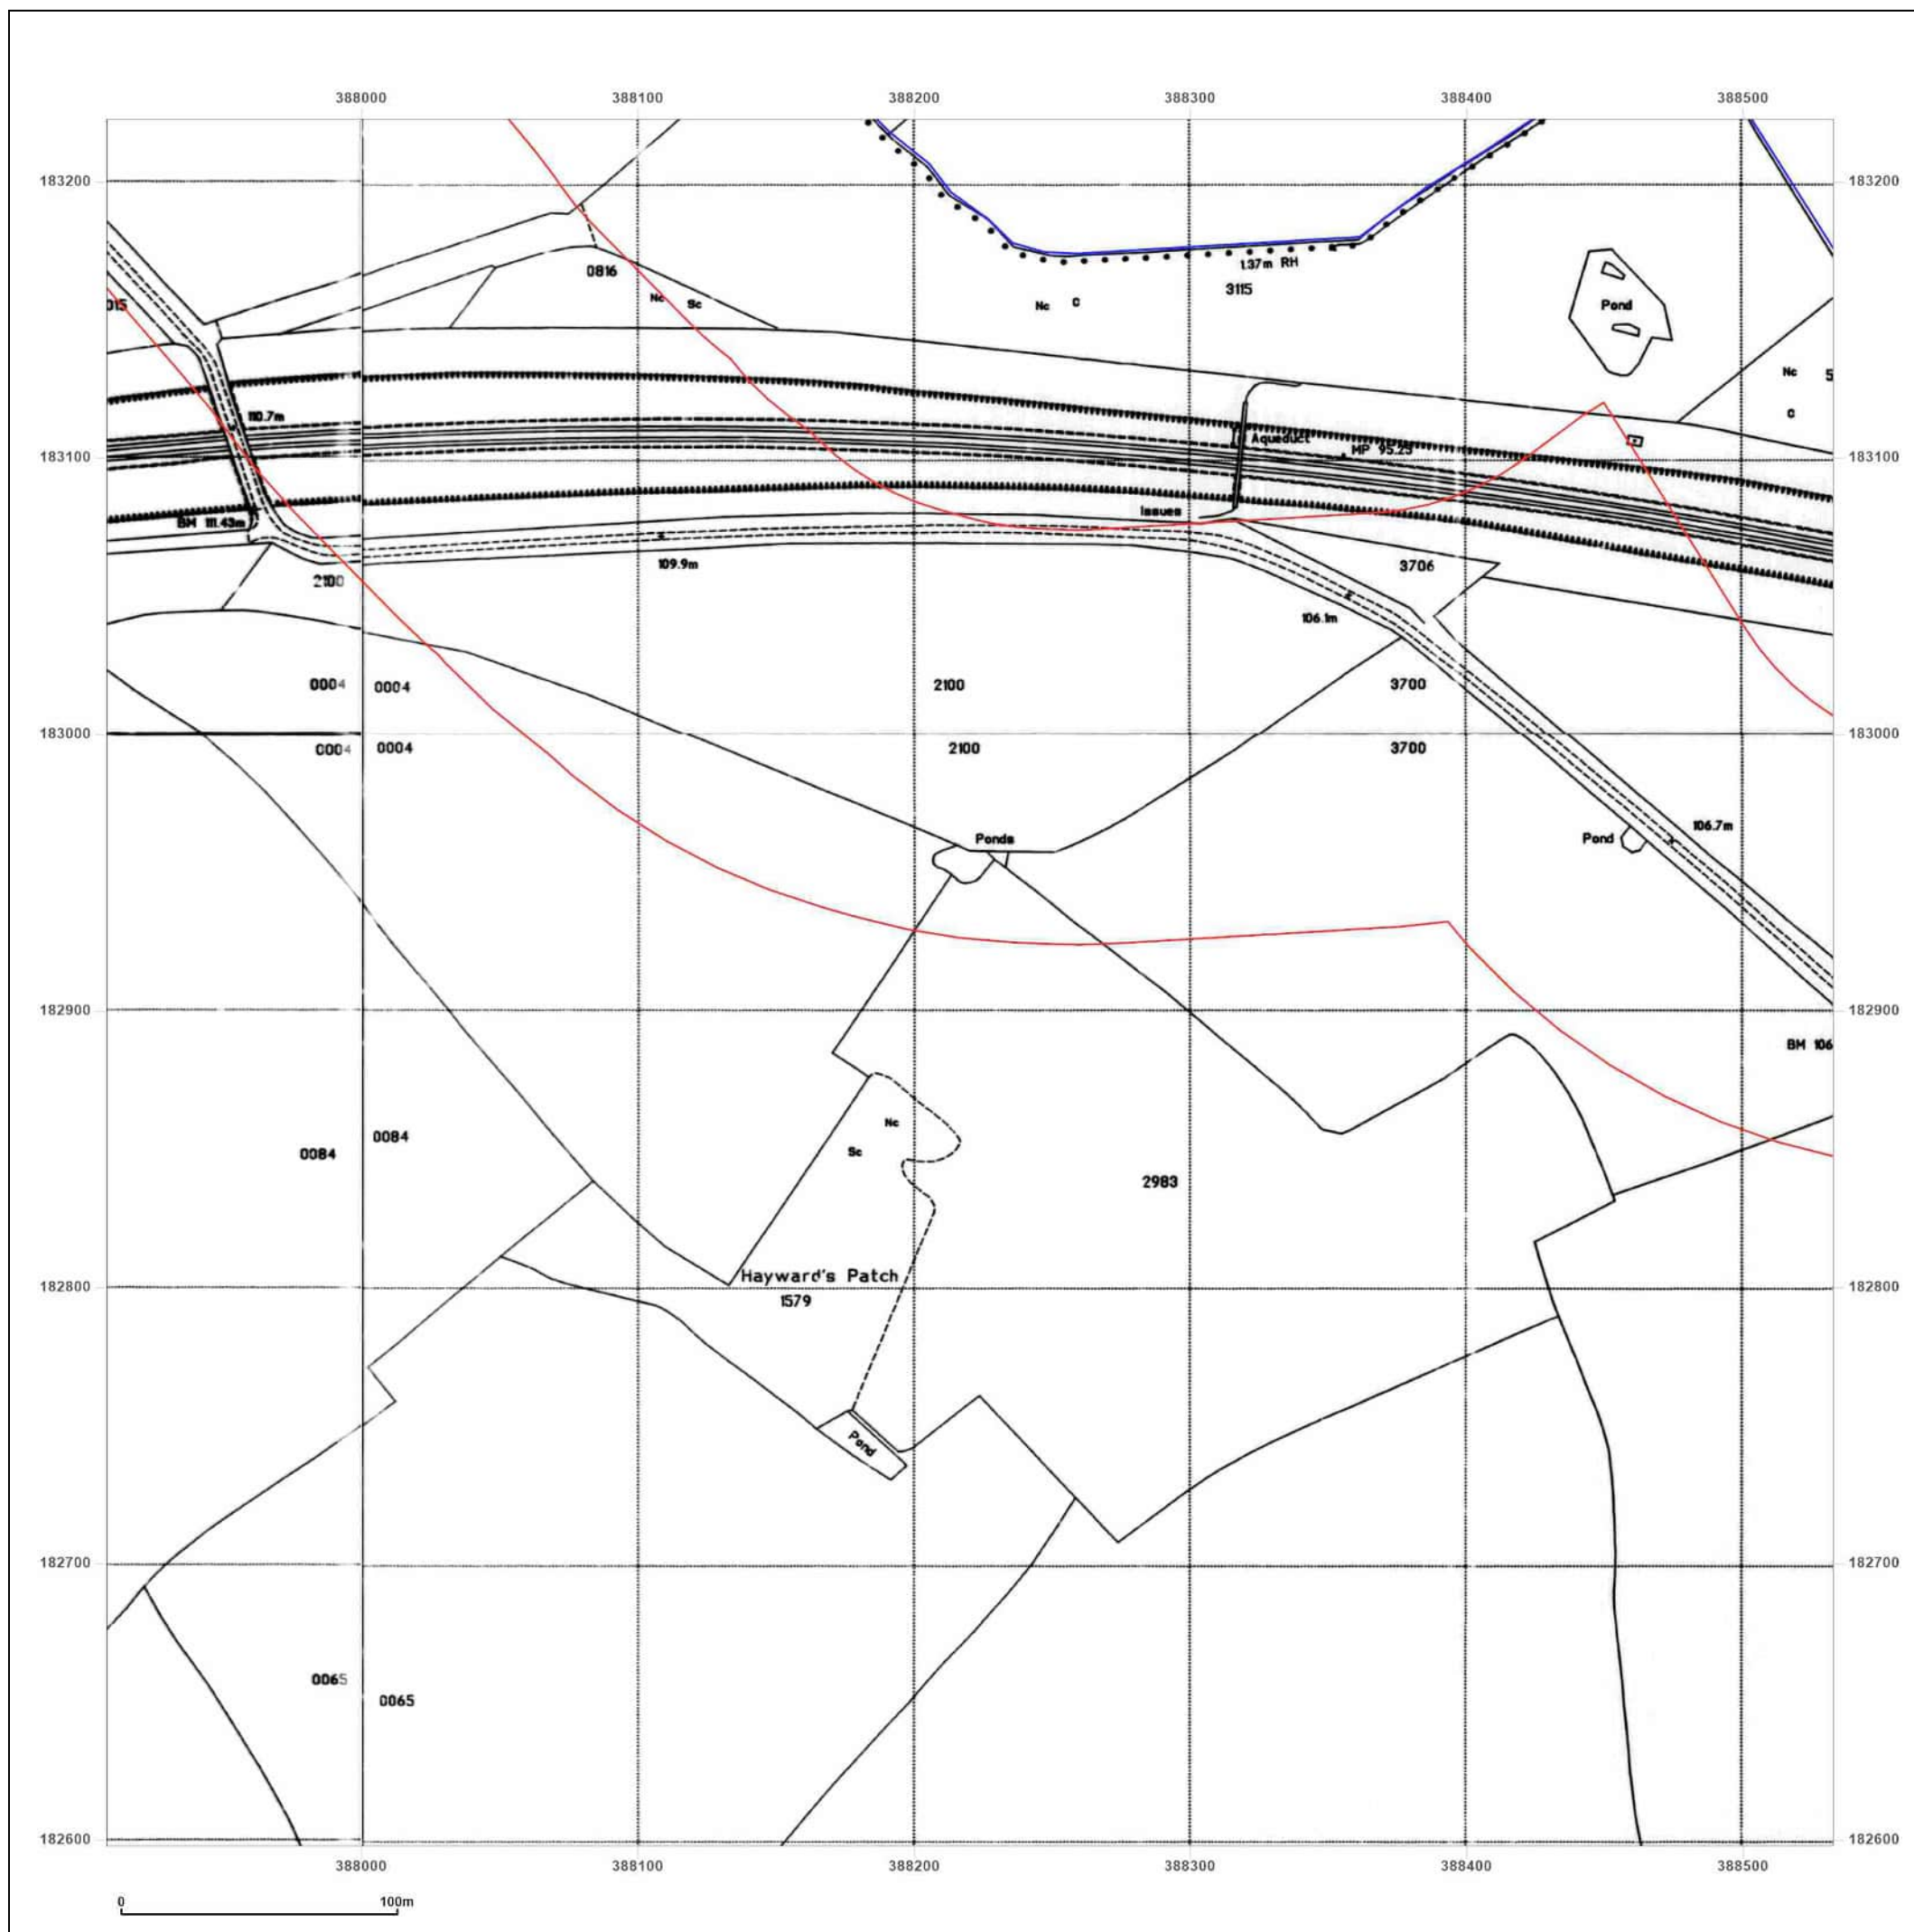 388000 388100 388200 388300 388400 388500
183200 183200
0816
1.37m RH
3115
Nc Sc
Nc C
Pond
015
Nc 5
C
110.7m
Aqueduct
MP 95.25
183100 183100
Issues
BM 111.43m
109.9m
3706
2100
106.1m
0004 0004 2100 3700
183000 183000
0004 0004 2100 3700
106.7m
Ponds Pond
182900 182900
BM 106
Nc
0084
0084
Sc
2983
Hayward's Patch
182800 182800
1579
Pond
182700 182700
0065
0065
182600 182600
388000 388100 388200 388300 388400 388500
0 100m